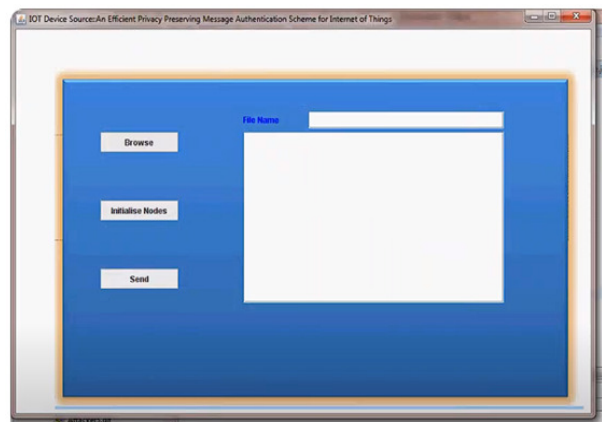 IOT Device Source::An Efficient Privacy Preserving Message Authentication Scheme for Internet of Things
File Name
Browse
Initialise Nodes
Send